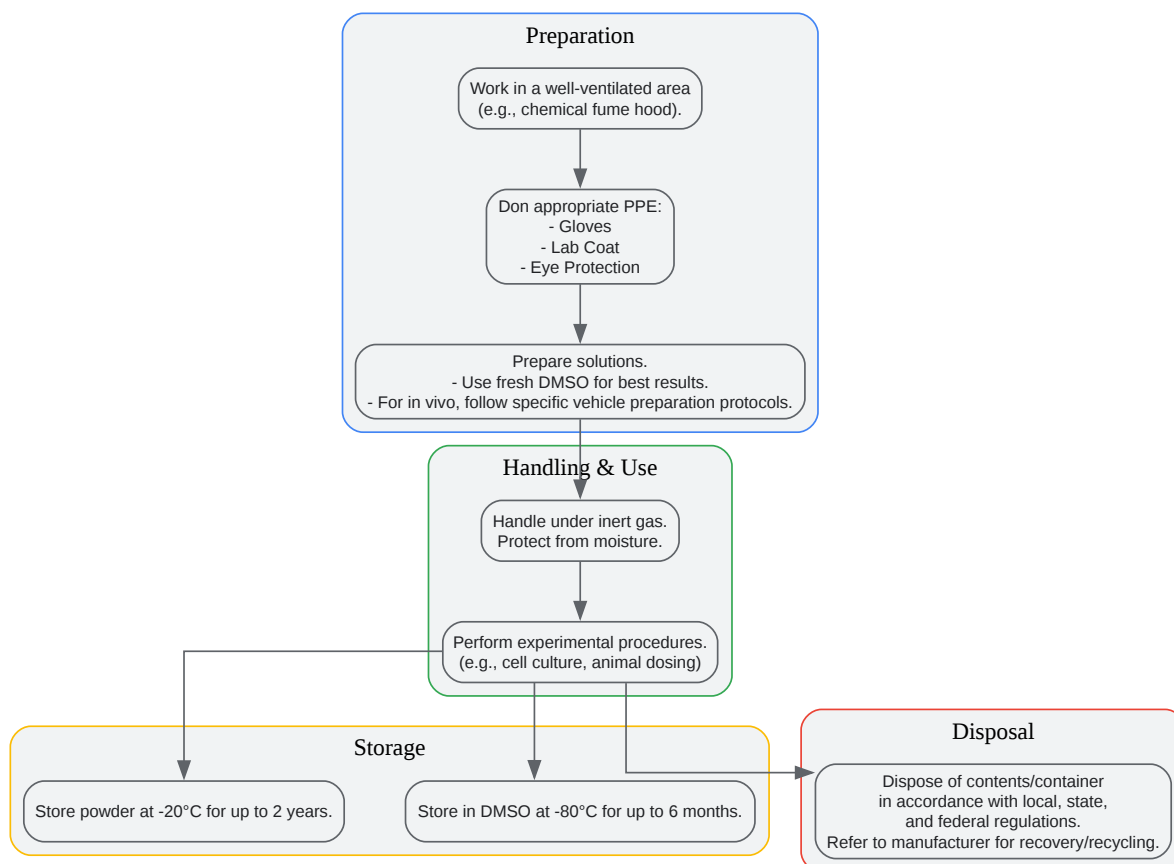 Preparation
Work in a well-ventilated area
(e.g., chemical fume hood).
Don appropriate PPE:
- Gloves
- Lab Coat
- Eye Protection
Prepare solutions.
- Use fresh DMSO for best results.
- For in vivo, follow specific vehicle preparation protocols.
Handling & Use
Handle under inert gas.
Protect from moisture.
Perform experimental procedures.
(e.g., cell culture, animal dosing)
Storage
Store powder at -20°C for up to 2 years.
Store in DMSO at -80°C for up to 6 months.
Disposal
Dispose of contents/container
in accordance with local, state,
and federal regulations.
Refer to manufacturer for recovery/recycling.